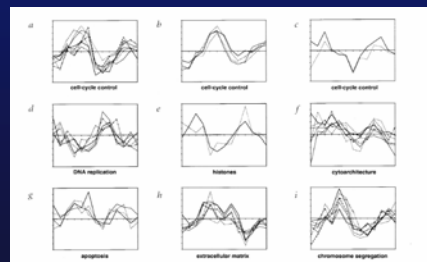 a
b
c
cell-cycle control
cell-cycle control
cell-cycle control
d
e
f
DNA replication
histones
cytoarchitecture
g
h
i
apoptosis
extracellular matrix
chromosome segregation